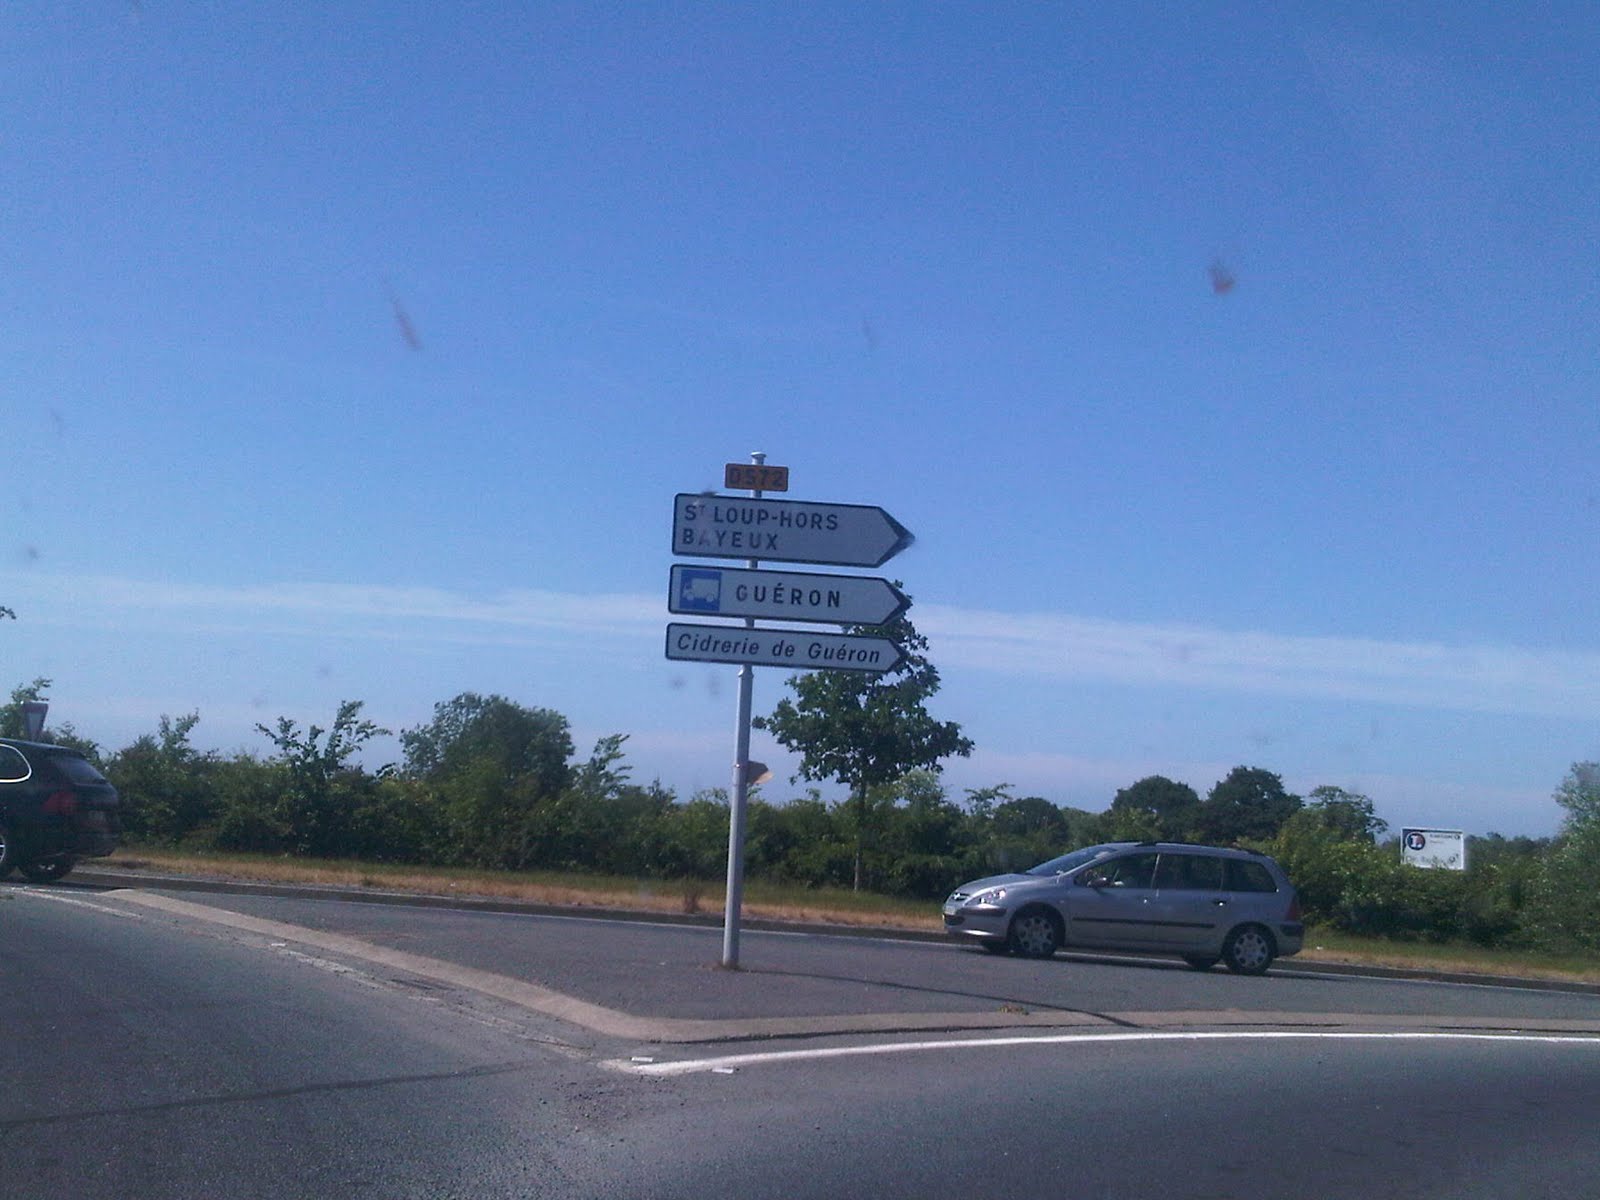 D572
ST LOUP-HORS
BAYEUX
GUÉRON
Cidrerie de Guéron